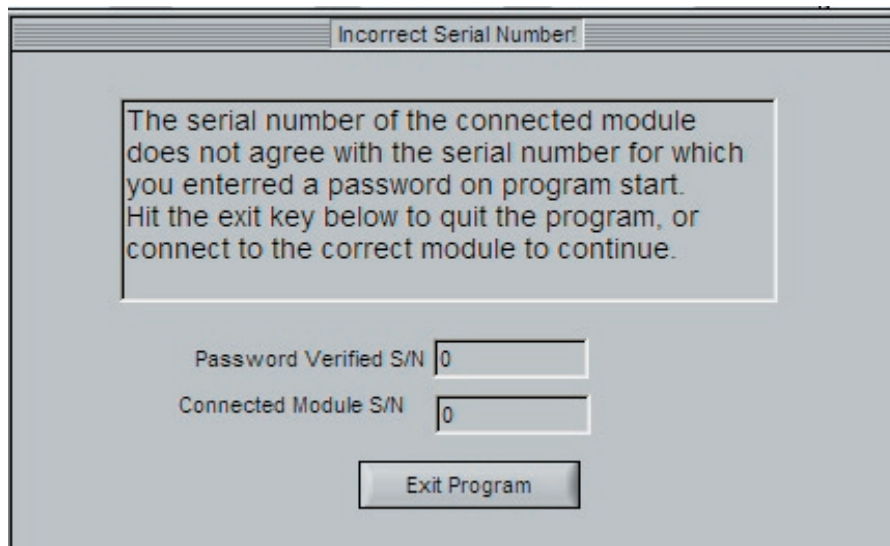 Incorrect Serial Number!
The serial number of the connected module
does not agree with the serial number for which
you enterred a password on program start.
Hit the exit key below to quit the program, or
connect to the correct module to continue.
Password Verified S/N 0
Connected Module S/N 0
Exit Program